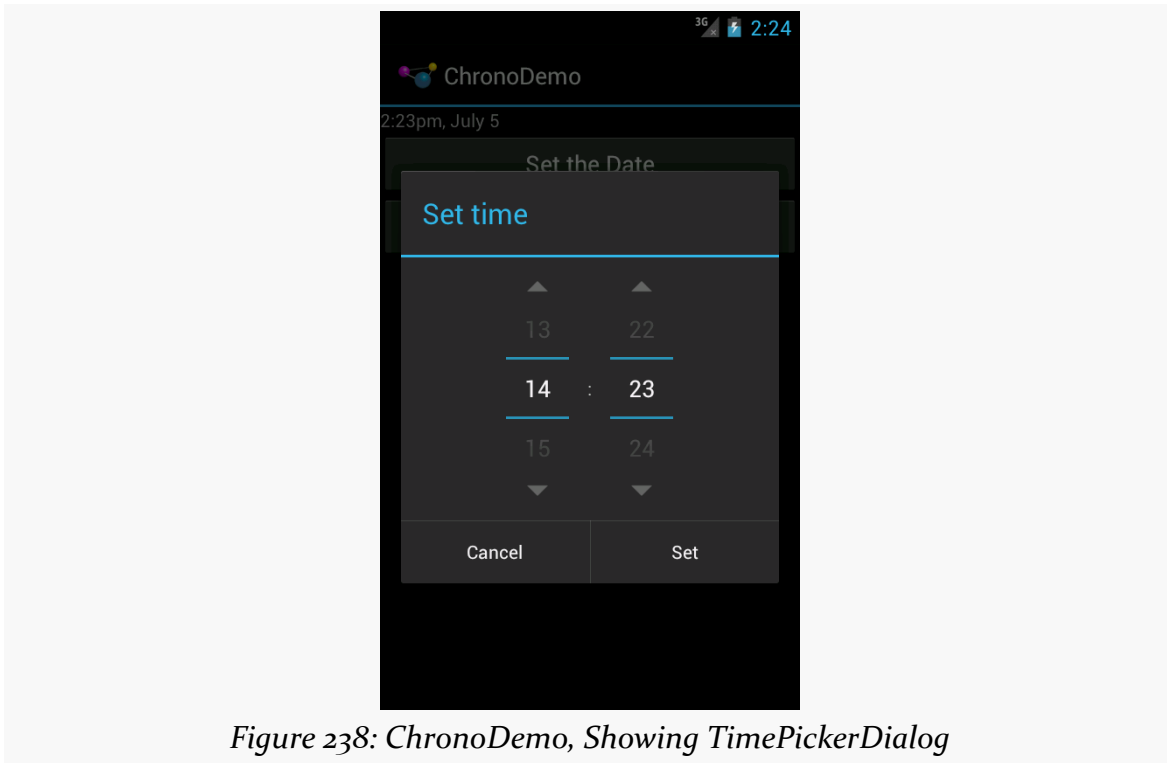 3G 2:24
ChronoDemo
2:23pm, July 5
Set the Date
Set time
13 22
14 : 23
15 24
Cancel Set
Figure 238: ChronoDemo, Showing TimePickerDialog